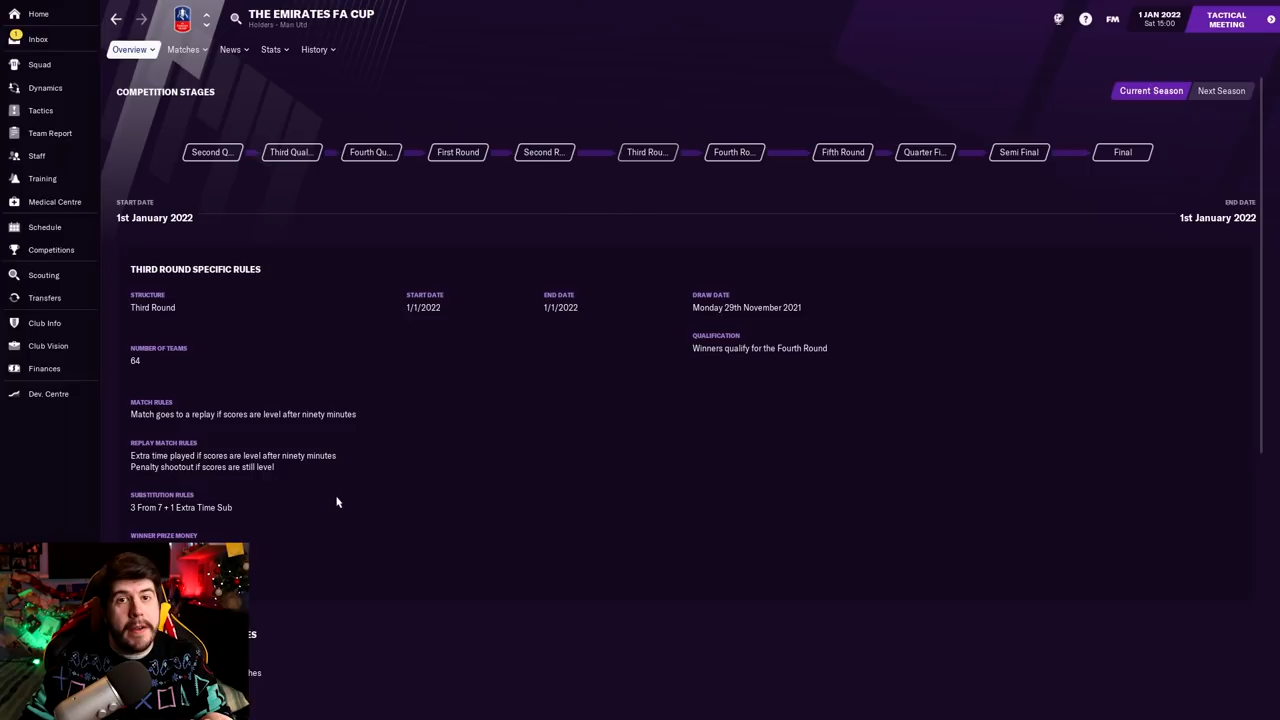 Home
THE EMIRATES FA CUP
Holders - Man Utd
FM
1 JAN 2022
Sat 15:00
TACTICAL
MEETING
1
Inbox
Overview
Matches
News
Stats
History
Squad
Dynamics
Tactics
Team Report
Staff
Training
Medical Centre
Schedule
Competitions
Scouting
Transfers
Club Info
Club Vision
Finances
Dev. Centre
COMPETITION STAGES
Current Season
Next Season
Second Q...
Third Qual...
Fourth Qu...
First Round
Second R...
Third Rou...
Fourth Ro...
Fifth Round
Quarter Fi...
Semi Final
Final
START DATE
1st January 2022
END DATE
1st January 2022
THIRD ROUND SPECIFIC RULES
STRUCTURE
Third Round
START DATE
1/1/2022
END DATE
1/1/2022
DRAW DATE
Monday 29th November 2021
QUALIFICATION
Winners qualify for the Fourth Round
NUMBER OF TEAMS
64
MATCH RULES
Match goes to a replay if scores are level after ninety minutes
REPLAY MATCH RULES
Extra time played if scores are level after ninety minutes
Penalty shootout if scores are still level
SUBSTITUTION RULES
3 From 7 + 1 Extra Time Sub
WINNER PRIZE MONEY
ES
hes